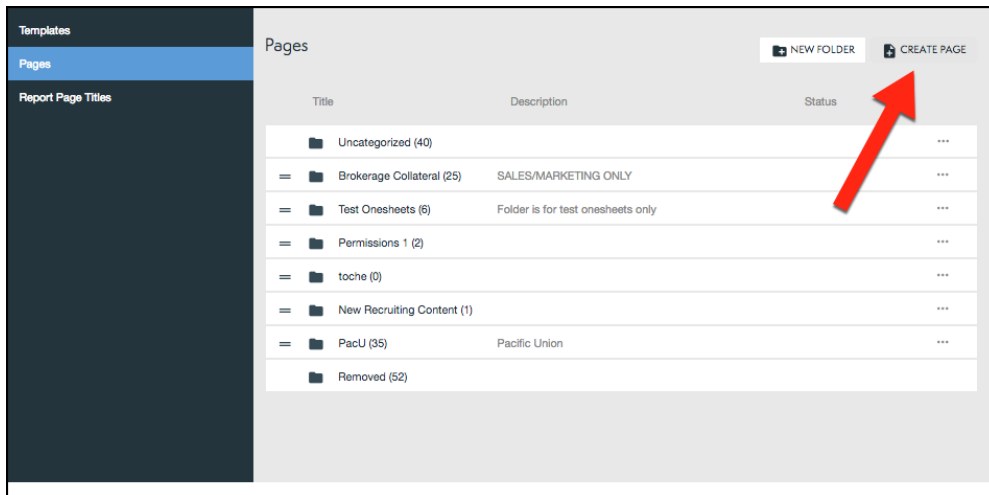 Templates
Pages
Report Page Titles
Pages
NEW FOLDER
CREATE PAGE
Title Description Status
Uncategorized (40)
Brokerage Collateral (25) SALES/MARKETING ONLY
Test Onesheets (6) Folder is for test onesheets only
Permissions 1 (2)
toche (0)
New Recruiting Content (1)
PacU (35) Pacific Union
Removed (52)